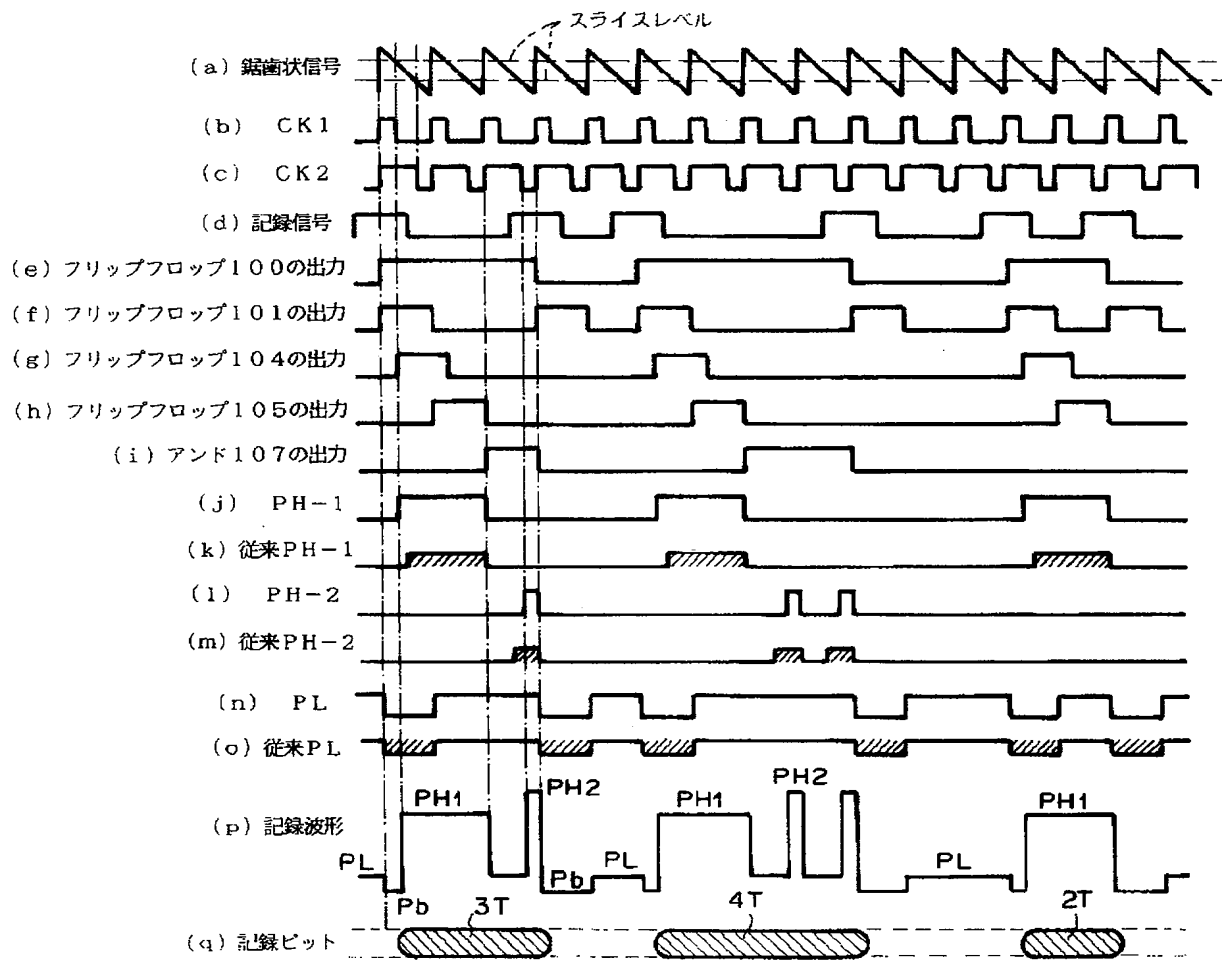 スライスレベル
(a) 鋸歯状信号
(b) CK1
(c) CK2
(d) 記録信号
(e) フリップフロップ100の出力
(f) フリップフロップ101の出力
(g) フリップフロップ104の出力
(h) フリップフロップ105の出力
(i) アンド107の出力
(j) PH-1
(k) 従来PH-1
(l) PH-2
(m) 従来PH-2
(n) PL
(o) 従来PL
(p) 記録波形
PL
Pb
PH1
PH2
Pb
PL
PH1
PH2
PL
PH1
(q) 記録ピット
3T
4T
2T